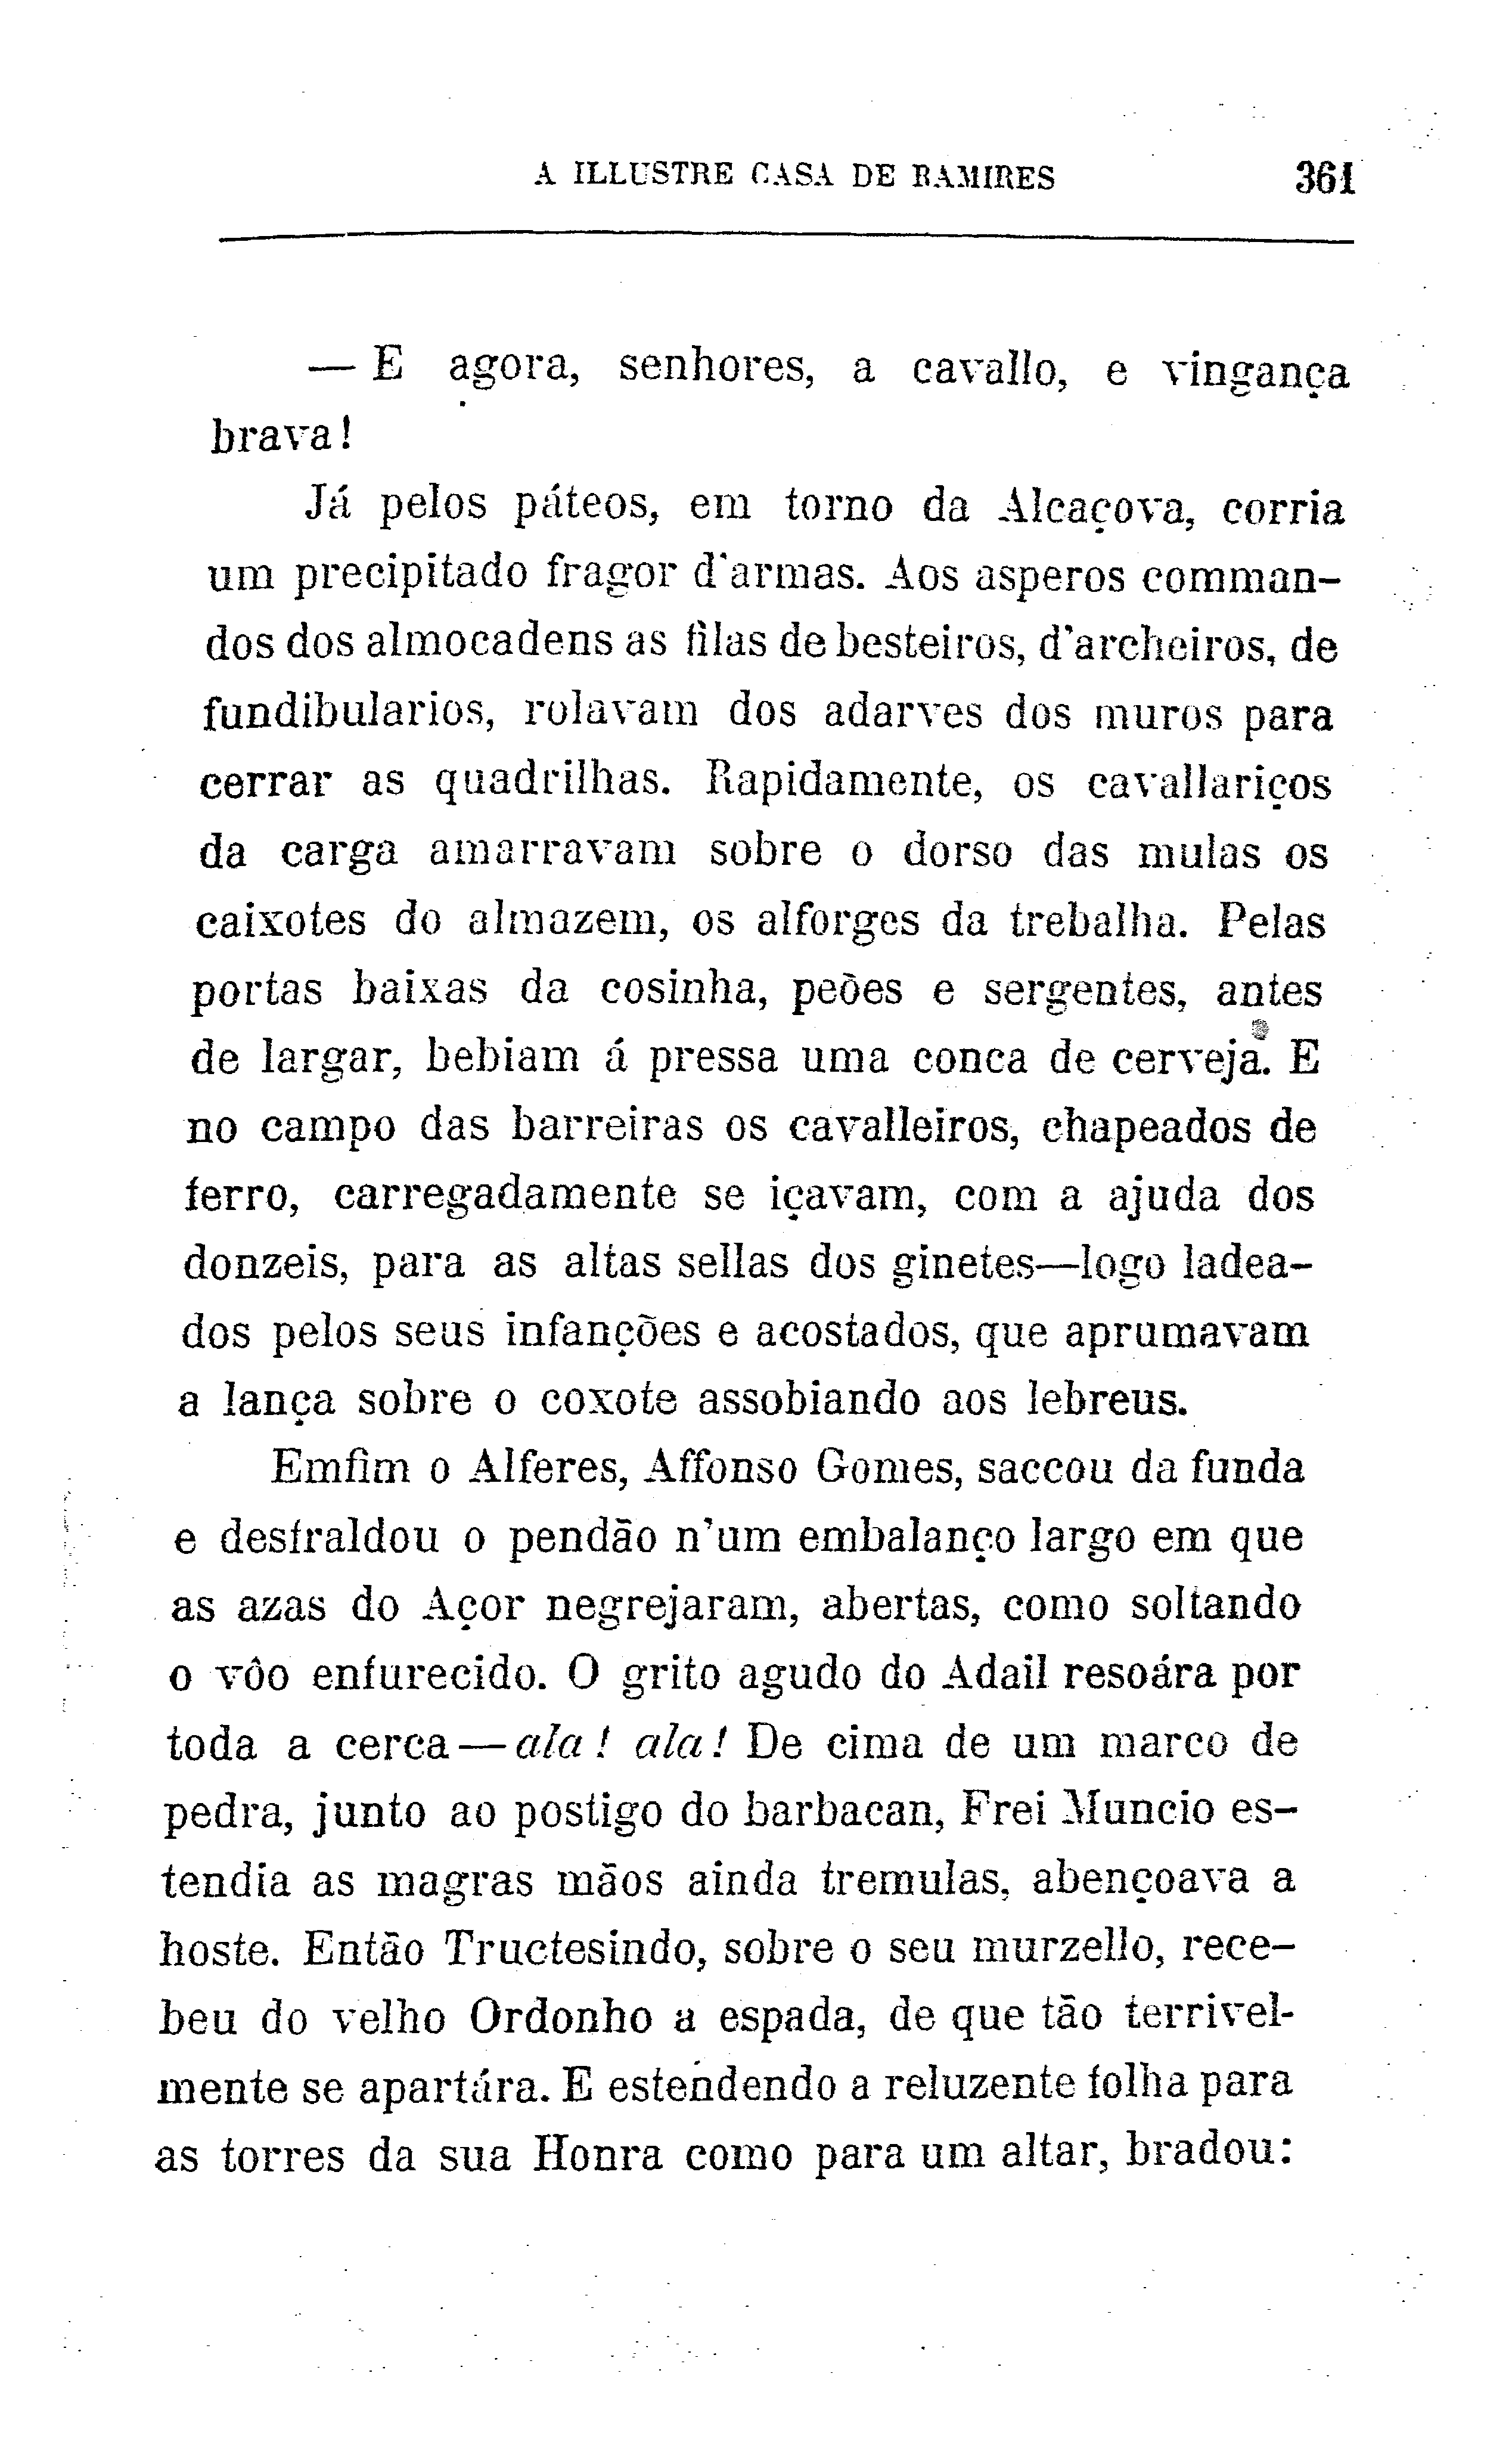 A ILLUSTRE CASA DE RAMIRES 361
— E agora, senhores, a cavallo, e vingança
brava!
Já pelos páteos, em torno da Alcaçova, corria
um precipitado fragor d'armas. Aos asperos comman-
dos dos almocadens as filas de besteiros, d'archeiros, de
fundibularios, rolavam dos adarves dos muros para
cerrar as quadrilhas. Rapidamente, os cavallariços
da carga amarravam sobre o dorso das mulas os
caixotes do almazem, os alforges da trebalha. Pelas
portas baixas da cosinha, peões e sergentes, antes
de largar, bebiam á pressa uma conca de cerveja. E
no campo das barreiras os cavalleiros, chapeados de
ferro, carregadamente se içavam, com a ajuda dos
donzeis, para as altas sellas dos ginetes—logo ladea-
dos pelos seus infanções e acostados, que aprumavam
a lança sobre o coxote assobiando aos lebreus.
Emfim o Alferes, Affonso Gomes, saccou da funda
e desfraldou o pendão n'um embalanço largo em que
as azas do Açor negrejaram, abertas, como soltando
o vôo enfurecido. O grito agudo do Adail resoára por
toda a cerca—ala! ala! De cima de um marco de
pedra, junto ao postigo do barbacan, Frei Muncio es-
tendia as magras mãos ainda tremulas, abençoava a
hoste. Então Tructesindo, sobre o seu murzello, rece-
beu do velho Ordonho a espada, de que tão terrivel-
mente se apartára. E estendendo a reluzente folha para
as torres da sua Honra como para um altar, bradou: